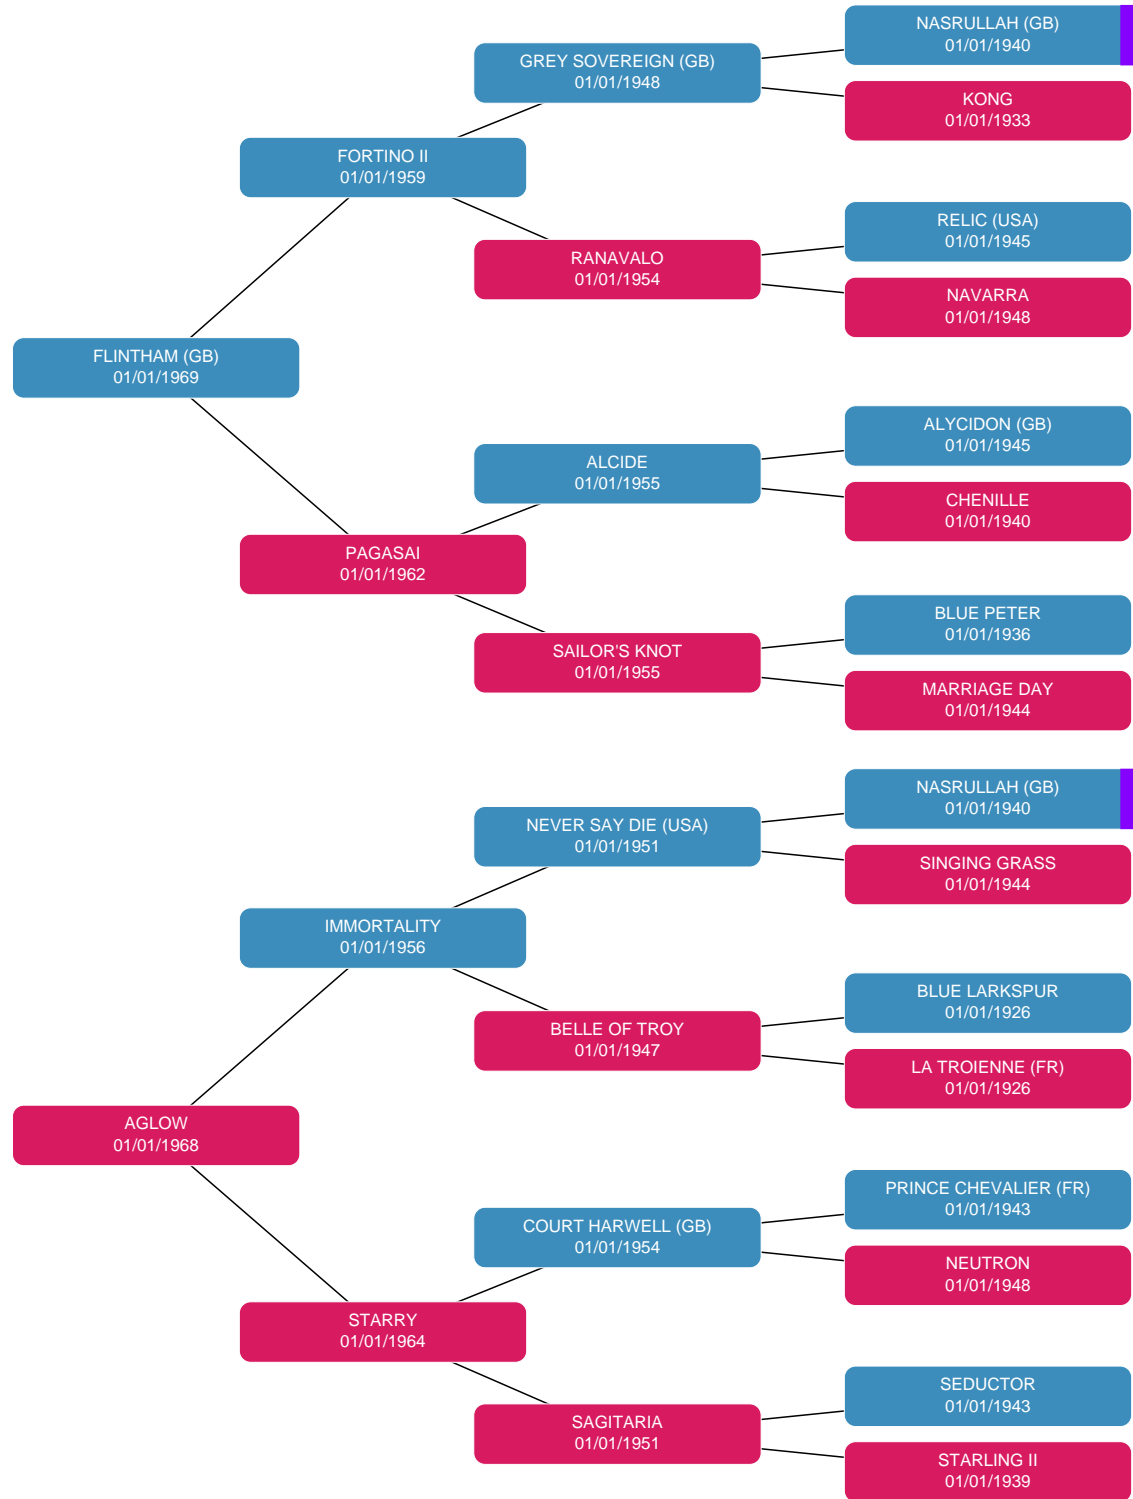 NASRULLAH (GB)
01/01/1940
GREY SOVEREIGN (GB)
01/01/1948
KONG
01/01/1933
FORTINO II
01/01/1959
RELIC (USA)
01/01/1945
RANAVALO
01/01/1954
NAVARRA
01/01/1948
FLINTHAM (GB)
01/01/1969
ALYCIDON (GB)
01/01/1945
ALCIDE
01/01/1955
CHENILLE
01/01/1940
PAGASAI
01/01/1962
BLUE PETER
01/01/1936
SAILOR'S KNOT
01/01/1955
MARRIAGE DAY
01/01/1944
NASRULLAH (GB)
01/01/1940
NEVER SAY DIE (USA)
01/01/1951
SINGING GRASS
01/01/1944
IMMORTALITY
01/01/1956
BLUE LARKSPUR
01/01/1926
BELLE OF TROY
01/01/1947
LA TROIENNE (FR)
01/01/1926
AGLOW
01/01/1968
PRINCE CHEVALIER (FR)
01/01/1943
COURT HARWELL (GB)
01/01/1954
NEUTRON
01/01/1948
STARRY
01/01/1964
SEDUCTOR
01/01/1943
SAGITARIA
01/01/1951
STARLING II
01/01/1939